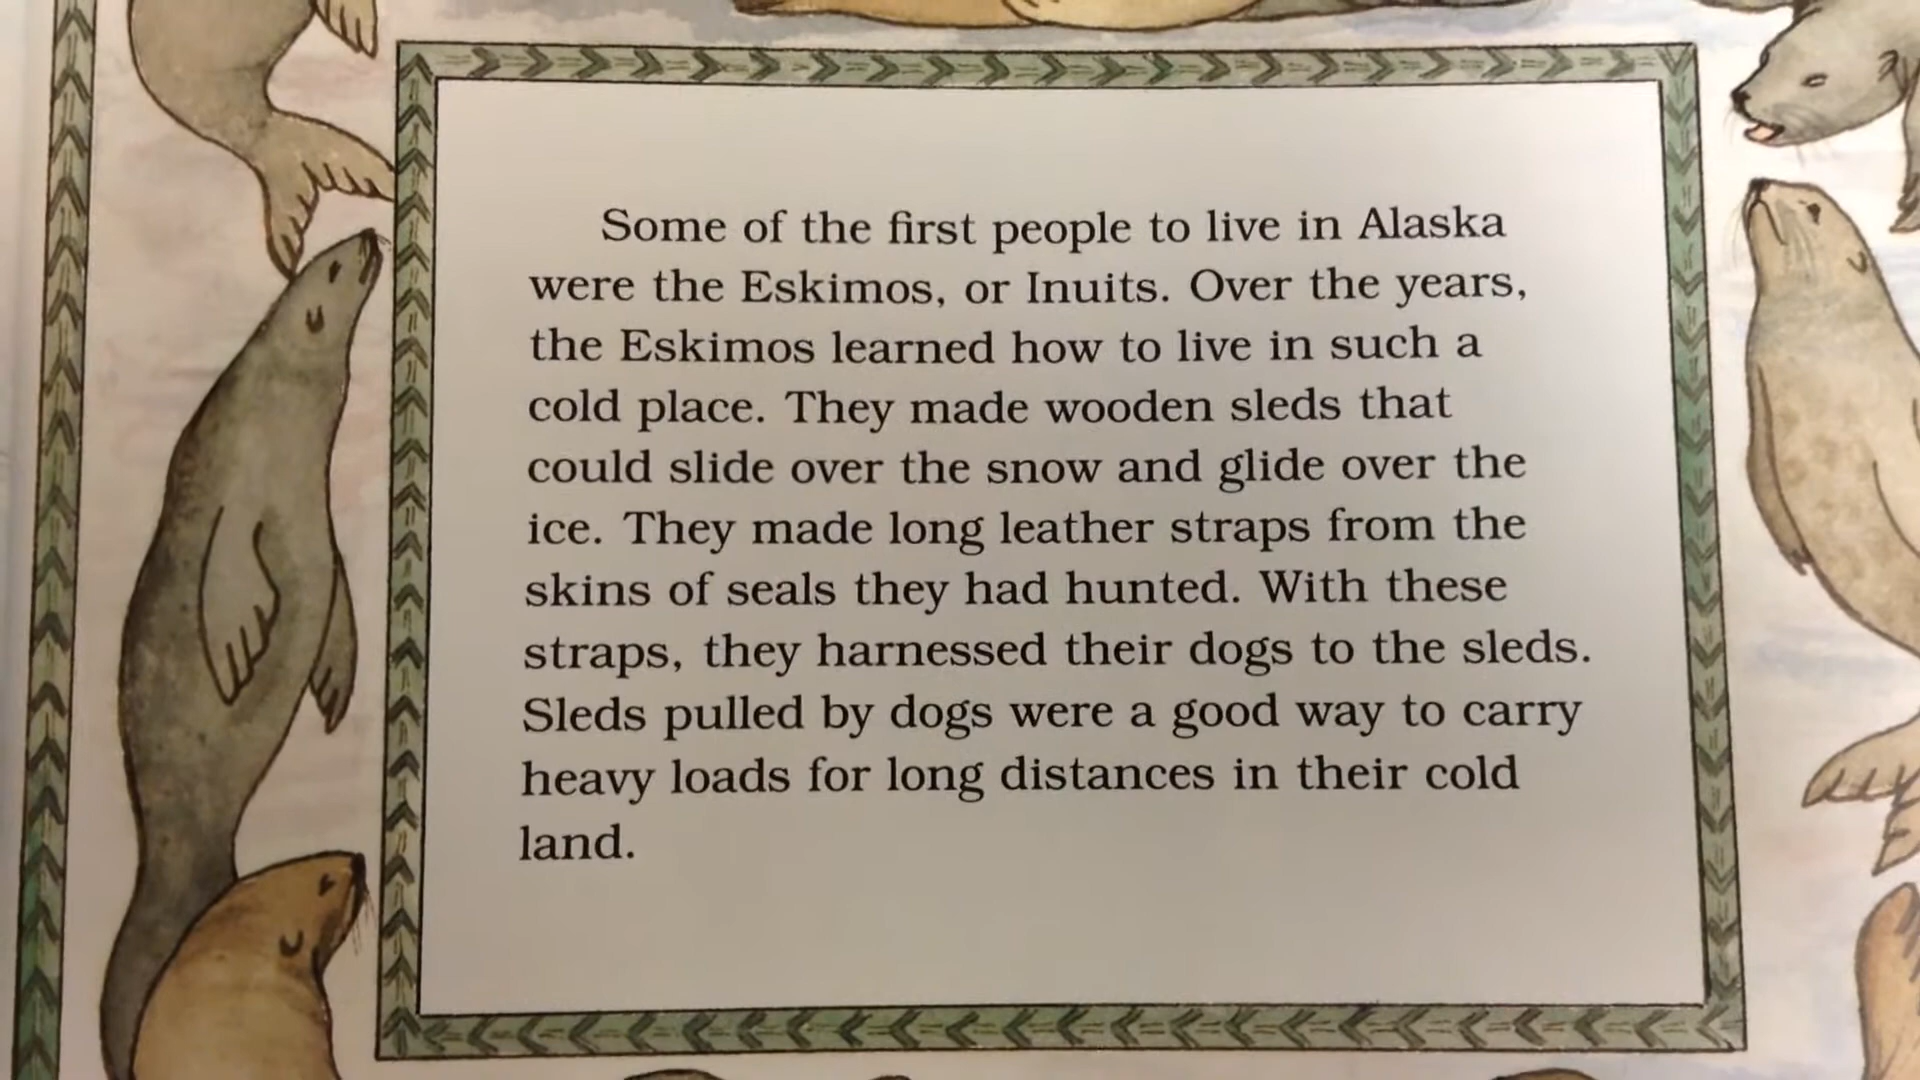 Some of the first people to live in Alaska
were the Eskimos, or Inuits. Over the years,
the Eskimos learned how to live in such a
cold place. They made wooden sleds that
could slide over the snow and glide over the
ice. They made long leather straps from the
skins of seals they had hunted. With these
straps, they harnessed their dogs to the sleds.
Sleds pulled by dogs were a good way to carry
heavy loads for long distances in their cold
land.